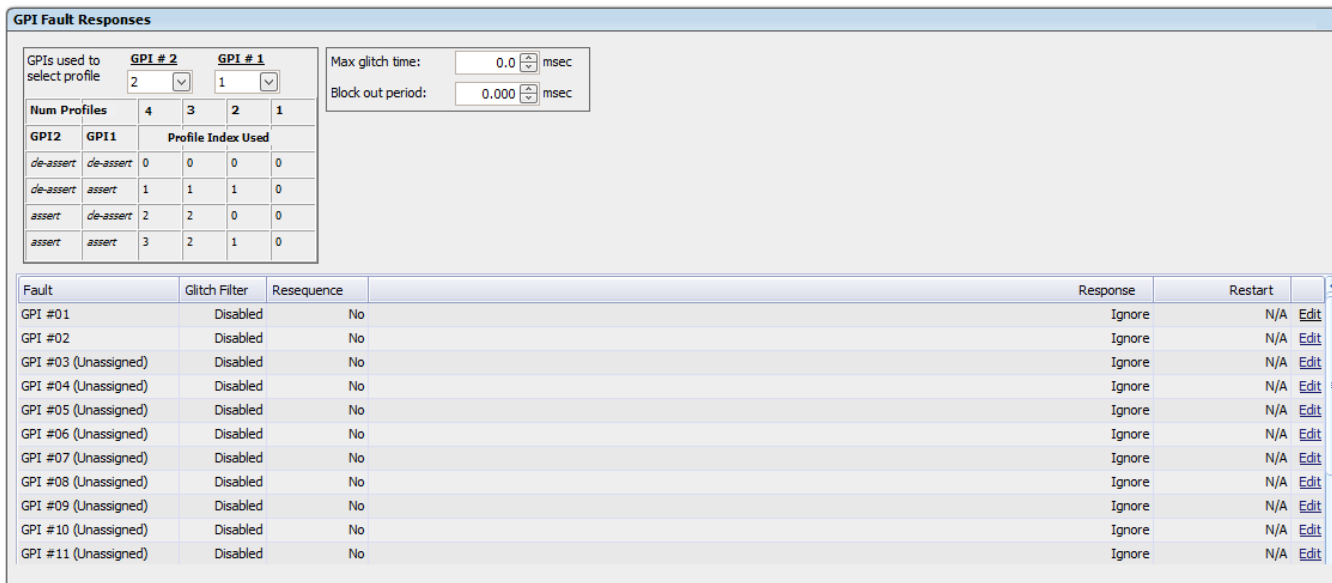 GPI Fault Responses
GPIs used to select profile
GPI # 2 GPI # 1
2 1
Max glitch time: 0.0 msec
Block out period: 0.000 msec
Num Profiles 4 3 2 1
GPI2 GPI1 Profile Index Used
de-assert de-assert 0 0 0 0
de-assert assert 1 1 1 0
assert de-assert 2 2 0 0
assert assert 3 2 1 0
Fault Glitch Filter Resequence Response Restart
GPI #01 Disabled No Ignore N/A Edit
GPI #02 Disabled No Ignore N/A Edit
GPI #03 (Unassigned) Disabled No Ignore N/A Edit
GPI #04 (Unassigned) Disabled No Ignore N/A Edit
GPI #05 (Unassigned) Disabled No Ignore N/A Edit
GPI #06 (Unassigned) Disabled No Ignore N/A Edit
GPI #07 (Unassigned) Disabled No Ignore N/A Edit
GPI #08 (Unassigned) Disabled No Ignore N/A Edit
GPI #09 (Unassigned) Disabled No Ignore N/A Edit
GPI #10 (Unassigned) Disabled No Ignore N/A Edit
GPI #11 (Unassigned) Disabled No Ignore N/A Edit